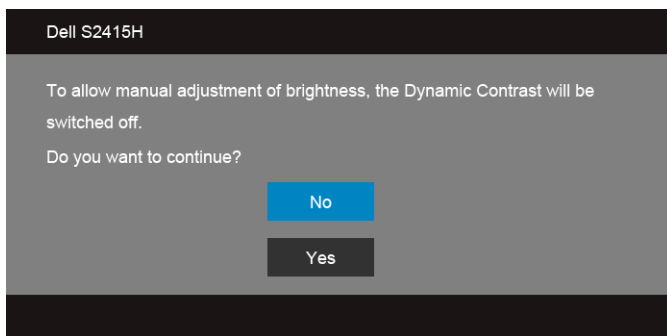 Dell S2415H
To allow manual adjustment of brightness, the Dynamic Contrast will be
switched off.
Do you want to continue?
No
Yes